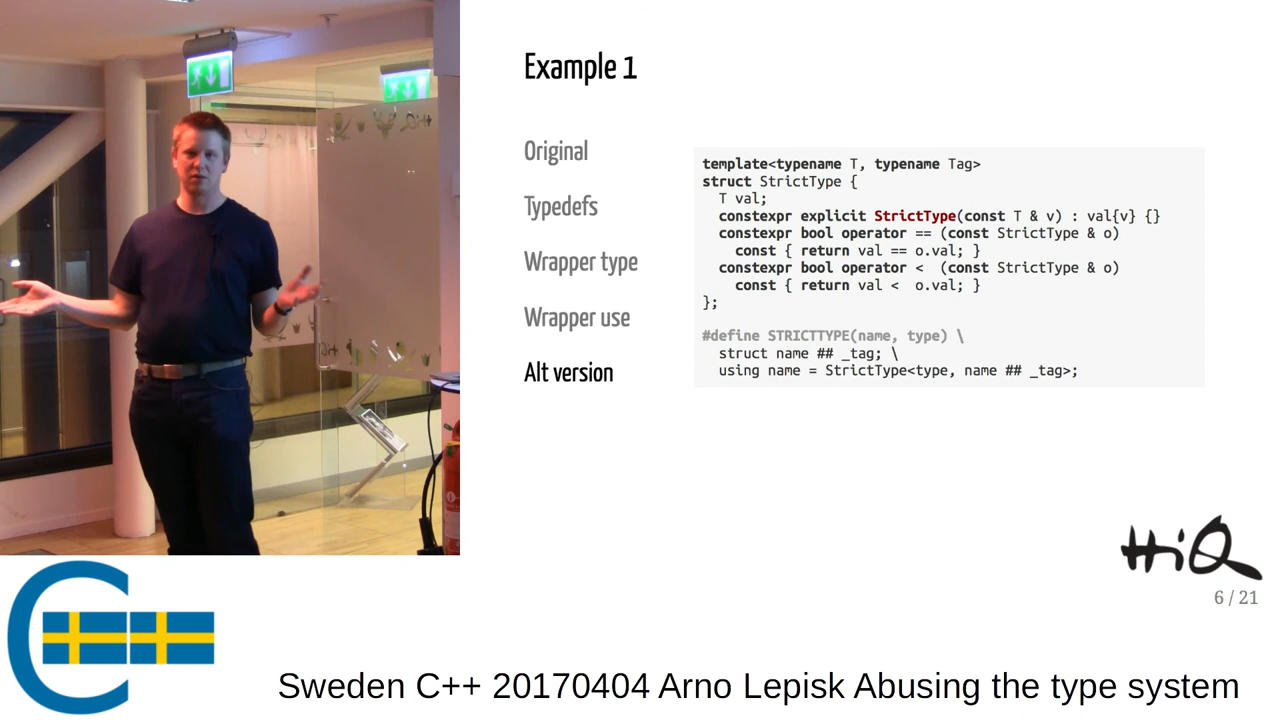 Example 1
Original
Typedefs
Wrapper type
Wrapper use
Alt version
template<typename T, typename Tag>
struct StrictType {
  T val;
  constexpr explicit StrictType(const T & v) : val{v} {}
  constexpr bool operator == (const StrictType & o)
    const { return val == o.val; }
  constexpr bool operator <  (const StrictType & o)
    const { return val <  o.val; }
};
#define STRICTTYPE(name, type) \
  struct name ## _tag; \
  using name = StrictType<type, name ## _tag>;
HiQ
6 / 21
C++
Sweden C++ 20170404 Arno Lepisk Abusing the type system